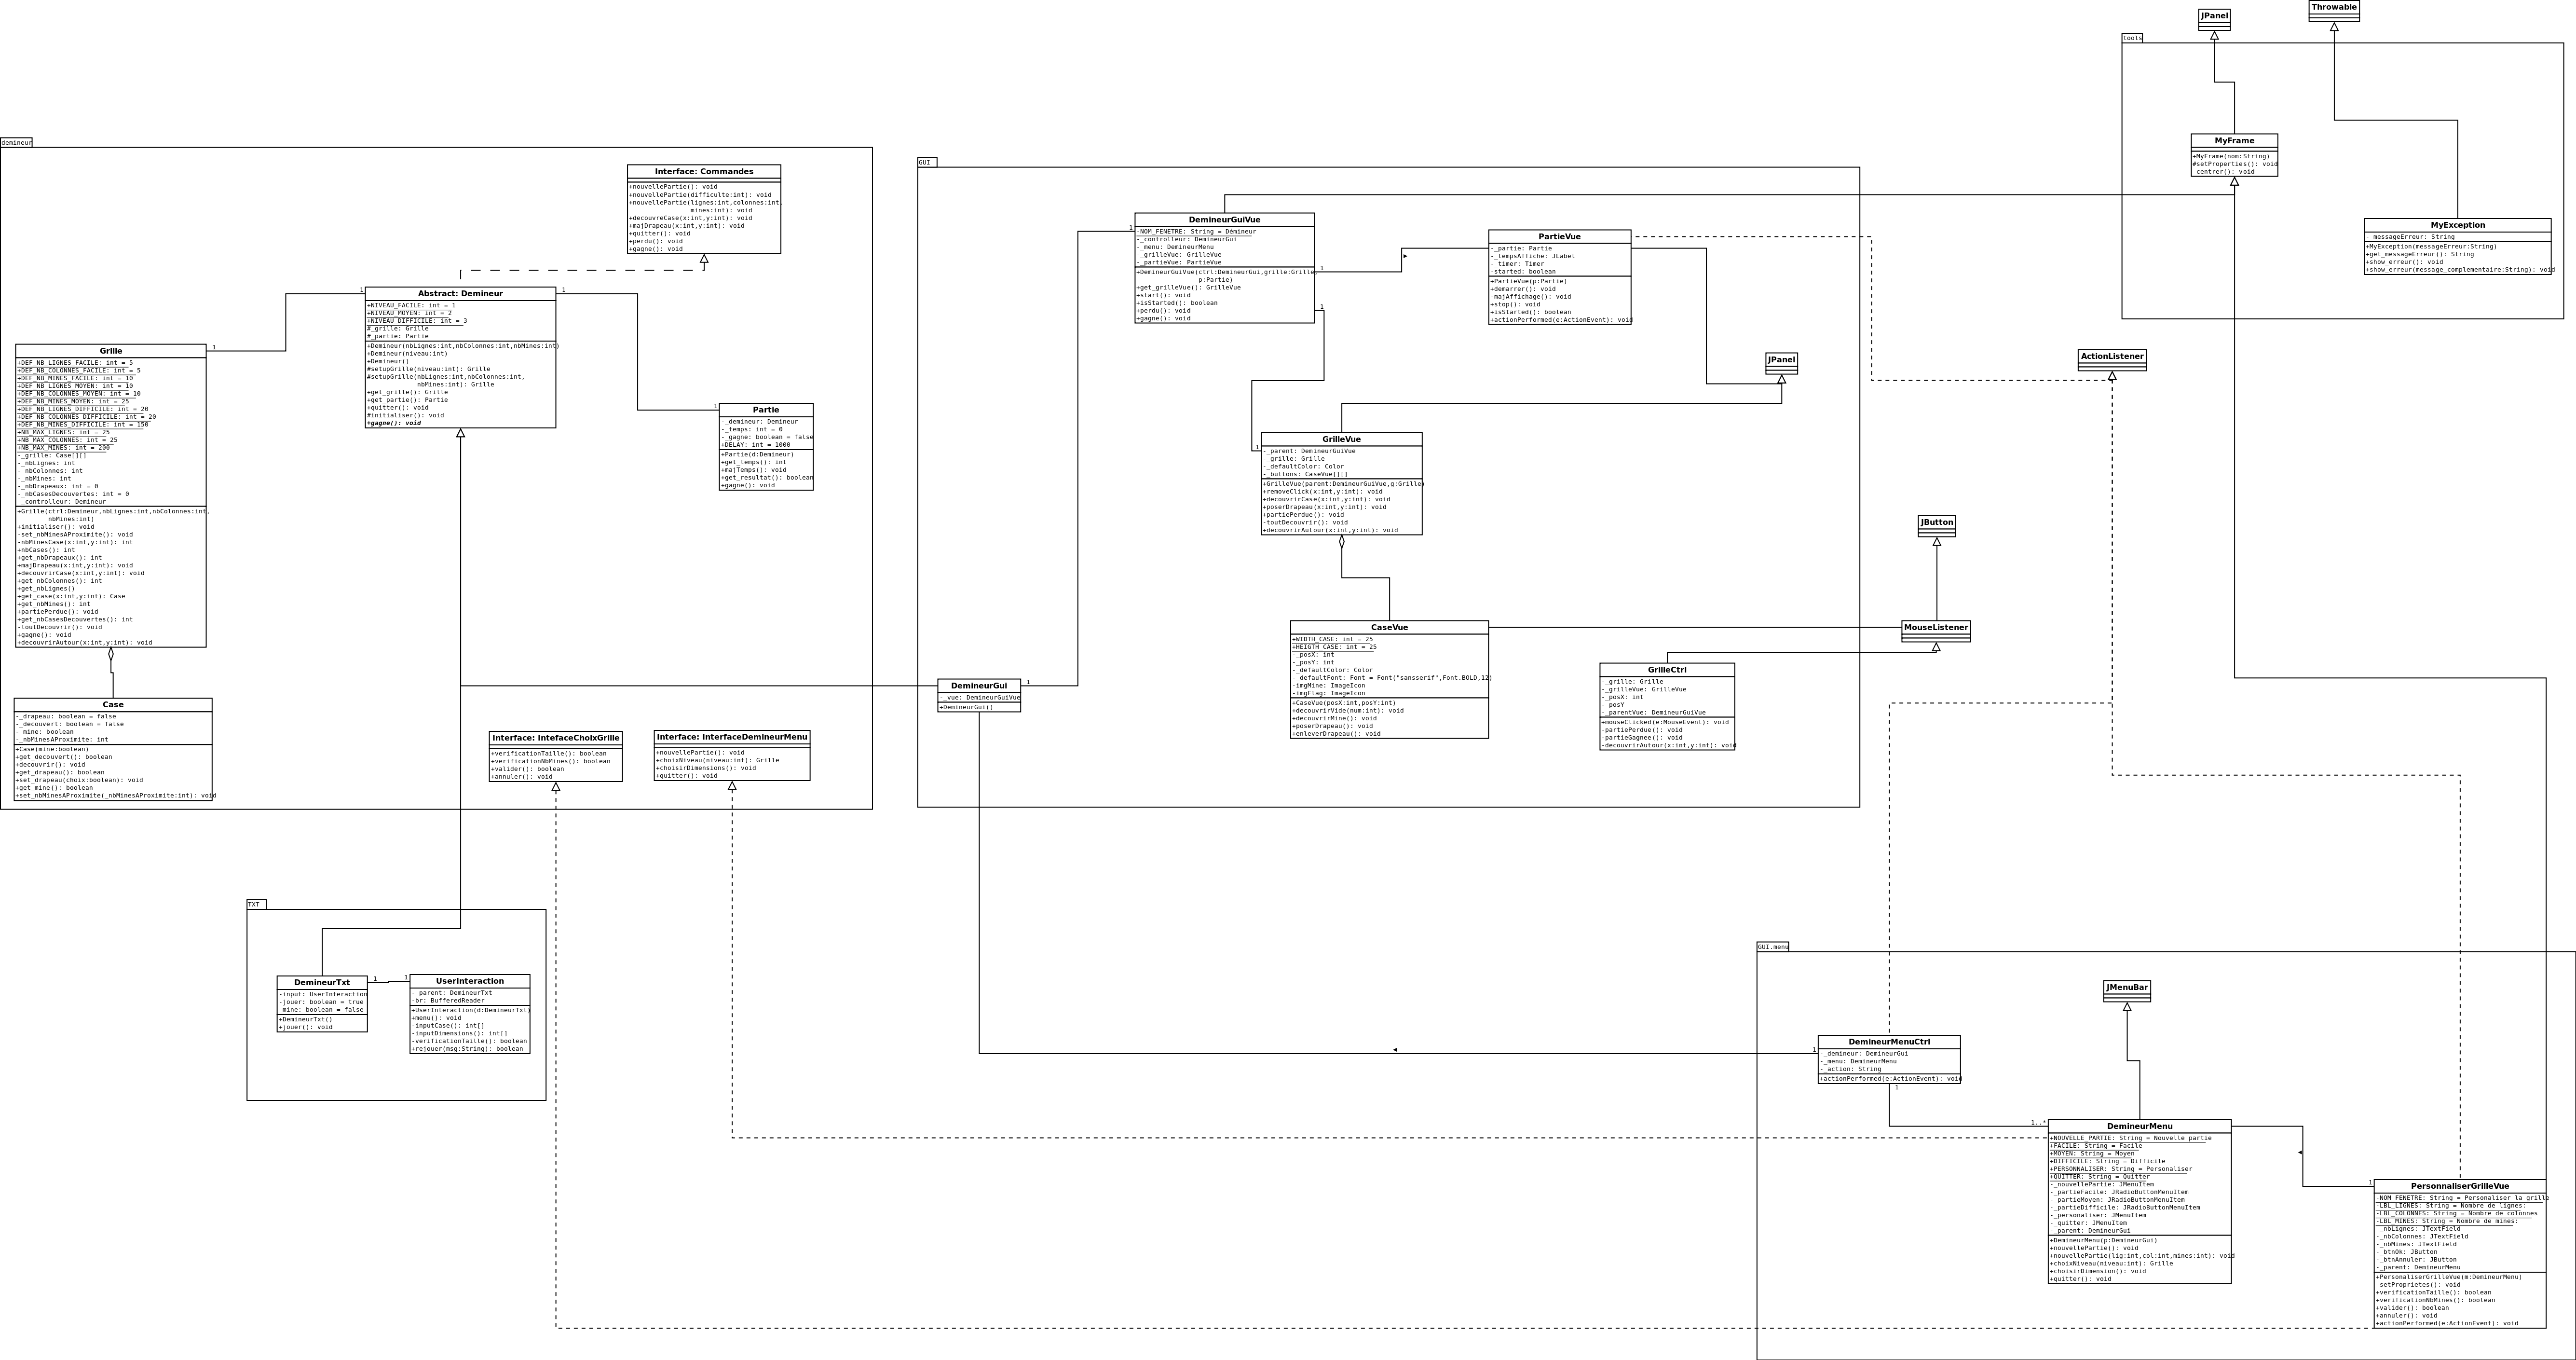 JPanel
Throwable
tools
MyFrame
+MyFrame(nom:String)
#setProperties(): void
-centrer(): void
MyException
-_messageErreur: String
+MyException(messageErreur:String)
+get_messageErreur(): String
+show_erreur(): void
+show_erreur(message_complementaire:String): void
demineur
Interface: Commandes
+nouvellePartie(): void
+nouvellePartie(difficulte:int): void
+nouvellePartie(lignes:int,colonnes:int,
mines:int): void
+decouvreCase(x:int,y:int): void
+majDrapeau(x:int,y:int): void
+quitter(): void
+perdu(): void
+gagne(): void
1
Abstract: Demineur
1
+NIVEAU_FACILE: int = 1
+NIVEAU_MOYEN: int = 2
+NIVEAU_DIFFICILE: int = 3
#_grille: Grille
#_partie: Partie
+Demineur(nbLignes:int,nbColonnes:int,nbMines:int)
+Demineur(niveau:int)
+Demineur()
#setupGrille(niveau:int): Grille
#setupGrille(nbLignes:int,nbColonnes:int,
nbMines:int): Grille
+get_grille(): Grille
+get_partie(): Partie
+quitter(): void
#initialiser(): void
+gagne(): void
Grille
1
+DEF_NB_LIGNES_FACILE: int = 5
+DEF_NB_COLONNES_FACILE: int = 5
+DEF_NB_MINES_FACILE: int = 10
+DEF_NB_LIGNES_MOYEN: int = 10
+DEF_NB_COLONNES_MOYEN: int = 10
+DEF_NB_MINES_MOYEN: int = 25
+DEF_NB_LIGNES_DIFFICILE: int = 20
+DEF_NB_COLONNES_DIFFICILE: int = 20
+DEF_NB_MINES_DIFFICILE: int = 150
+NB_MAX_LIGNES: int = 25
+NB_MAX_COLONNES: int = 25
+NB_MAX_MINES: int = 200
-_grille: Case[][]
-_nbLignes: int
-_nbColonnes: int
-_nbMines: int
-_nbDrapeaux: int = 0
-_nbCasesDecouvertes: int = 0
-_controlleur: Demineur
+Grille(ctrl:Demineur,nbLignes:int,nbColonnes:int,
nbMines:int)
+initialiser(): void
-set_nbMinesAProximite(): void
-nbMinesCase(x:int,y:int): int
+nbCases(): int
+get_nbDrapeaux(): int
+majDrapeau(x:int,y:int): void
+decouvrirCase(x:int,y:int): void
+get_nbColonnes(): int
+get_nbLignes()
+get_case(x:int,y:int): Case
+get_nbMines(): int
+partiePerdue(): void
+get_nbCasesDecouvertes(): int
-toutDecouvrir(): void
+gagne(): void
+decouvrirAutour(x:int,y:int): void
1
Partie
-_demineur: Demineur
-_temps: int = 0
-_gagne: boolean = false
+DELAY: int = 1000
+Partie(d:Demineur)
+get_temps(): int
+majTemps(): void
+get_resultat(): boolean
+gagne(): void
Case
-_drapeau: boolean = false
-_decouvert: boolean = false
-_mine: boolean
-_nbMinesAProximite: int
+Case(mine:boolean)
+get_decouvert(): boolean
+decouvrir(): void
+get_drapeau(): boolean
+set_drapeau(choix:boolean): void
+get_mine(): boolean
+set_nbMinesAProximite(_nbMinesAProximite:int): void
Interface: IntefaceChoixGrille
+verificationTaille(): boolean
+verificationNbMines(): boolean
+valider(): boolean
+annuler(): void
Interface: InterfaceDemineurMenu
+nouvellePartie(): void
+choixNiveau(niveau:int): Grille
+choisirDimensions(): void
+quitter(): void
GUI
1
DemineurGuiVue
-NOM_FENETRE: String = Démineur
-_controlleur: DemineurGui
-_menu: DemineurMenu
-_grilleVue: GrilleVue
-_partieVue: PartieVue
+DemineurGuiVue(ctrl:DemineurGui,grille:Grille,
p:Partie)
+get_grilleVue(): GrilleVue
+start(): void
+isStarted(): boolean
+perdu(): void
+gagne(): void
1
1
PartieVue
-_partie: Partie
-_tempsAffiche: JLabel
-_timer: Timer
-started: boolean
+PartieVue(p:Partie)
+demarrer(): void
-majAffichage(): void
+stop(): void
+isStarted(): boolean
+actionPerformed(e:ActionEvent): void
JPanel
ActionListener
1
GrilleVue
-_parent: DemineurGuiVue
-_grille: Grille
-_defaultColor: Color
-_buttons: CaseVue[][]
+GrilleVue(parent:DemineurGuiVue,g:Grille)
+removeClick(x:int,y:int): void
+decouvrirCase(x:int,y:int): void
+poserDrapeau(x:int,y:int): void
+partiePerdue(): void
-toutDecouvrir(): void
+decouvrirAutour(x:int,y:int): void
JButton
MouseListener
CaseVue
+WIDTH_CASE: int = 25
+HEIGTH_CASE: int = 25
-_posX: int
-_posY: int
-_defaultColor: Color
-_defaultFont: Font = Font("sansserif",Font.BOLD,12)
-imgMine: ImageIcon
-imgFlag: ImageIcon
+CaseVue(posX:int,posY:int)
+decouvrirVide(num:int): void
+decouvrirMine(): void
+poserDrapeau(): void
+enleverDrapeau(): void
GrilleCtrl
-_grille: Grille
-_grilleVue: GrilleVue
-_posX: int
-_posY
-_parentVue: DemineurGuiVue
+mouseClicked(e:MouseEvent): void
-partiePerdue(): void
-partieGagnee(): void
-decouvrirAutour(x:int,y:int): void
DemineurGui
1
-_vue: DemineurGuiVue
+DemineurGui()
TXT
DemineurTxt
1
-input: UserInteraction
-jouer: boolean = true
-mine: boolean = false
+DemineurTxt()
+jouer(): void
1
UserInteraction
-_parent: DemineurTxt
-br: BufferedReader
+UserInteraction(d:DemineurTxt)
+menu(): void
-inputCase(): int[]
-inputDimensions(): int[]
-verificationTaille(): boolean
+rejouer(msg:String): boolean
GUI.menu
JMenuBar
1
DemineurMenuCtrl
-_demineur: DemineurGui
-_menu: DemineurMenu
-_action: String
+actionPerformed(e:ActionEvent): void
1
1..*
DemineurMenu
+NOUVELLE_PARTIE: String = Nouvelle partie
+FACILE: String = Facile
+MOYEN: String = Moyen
+DIFFICILE: String = Difficile
+PERSONNALISER: String = Personaliser
+QUITTER: String = Quitter
-_nouvellePartie: JMenuItem
-_partieFacile: JRadioButtonMenuItem
-_partieMoyen: JRadioButtonMenuItem
-_partieDifficile: JRadioButtonMenuItem
-_personaliser: JMenuItem
-_quitter: JMenuItem
-_parent: DemineurGui
+DemineurMenu(p:DemineurGui)
+nouvellePartie(): void
+nouvellePartie(lig:int,col:int,mines:int): void
+choixNiveau(niveau:int): Grille
+choisirDimension(): void
+quitter(): void
1
PersonnaliserGrilleVue
-NOM_FENETRE: String = Personaliser la grille
-LBL_LIGNES: String = Nombre de lignes:
-LBL_COLONNES: String = Nombre de colonnes
-LBL_MINES: String = Nombre de mines:
-_nbLignes: JTextField
-_nbColonnes: JTextField
-_nbMines: JTextField
-_btnOk: JButton
-_btnAnnuler: JButton
-_parent: DemineurMenu
+PersonaliserGrilleVue(m:DemineurMenu)
-setProprietes(): void
+verificationTaille(): boolean
+verificationNbMines(): boolean
+valider(): boolean
+annuler(): void
+actionPerformed(e:ActionEvent): void